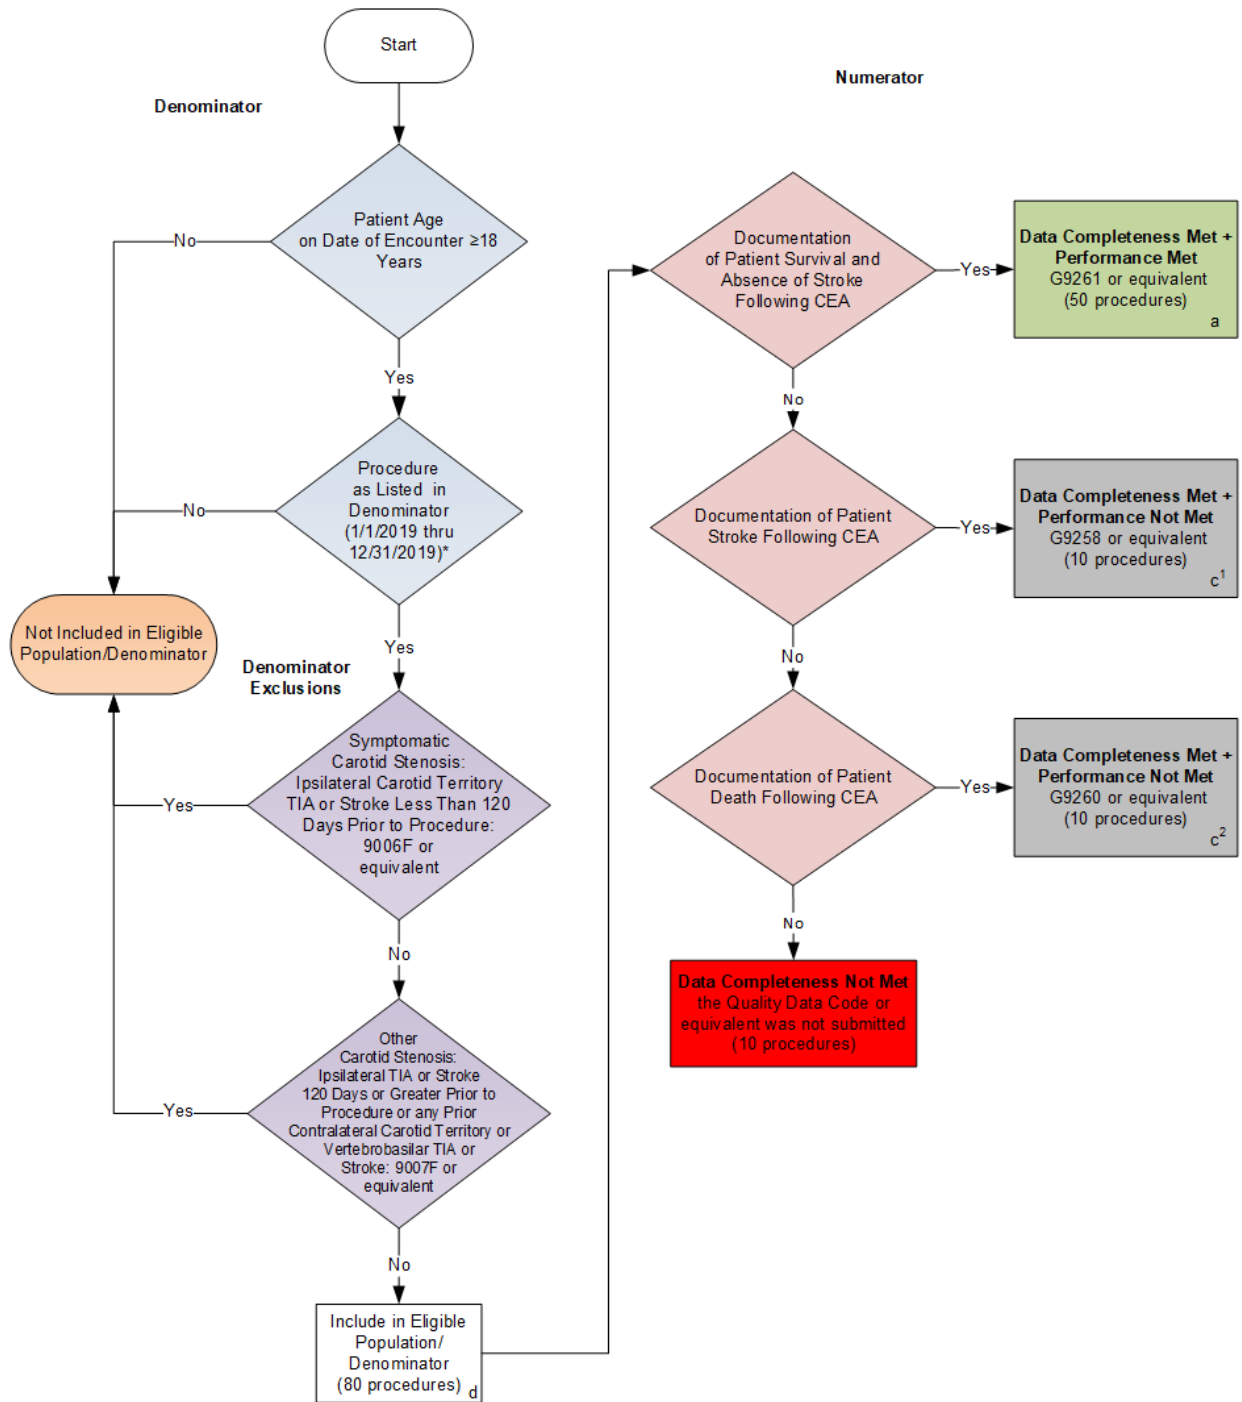 Start
Denominator
Patient Age
on Date of Encounter ≥18
Years
No
Yes
Procedure
as Listed in
Denominator
(1/1/2019 thru
12/31/2019)*
No
Yes
Not Included in Eligible
Population/Denominator
Denominator
Exclusions
Symptomatic
Carotid Stenosis:
Ipsilateral Carotid Territory
TIA or Stroke Less Than 120
Days Prior to Procedure:
9006F or
equivalent
Yes
No
Other
Carotid Stenosis:
Ipsilateral TIA or Stroke
120 Days or Greater Prior to
Procedure or any Prior
Contralateral Carotid Territory or
Vertebrobasilar TIA or
Stroke: 9007F or
equivalent
Yes
No
Include in Eligible
Population/
Denominator
(80 procedures)
d
Numerator
Documentation
of Patient Survival and
Absence of Stroke
Following CEA
Yes
Data Completeness Met +
Performance Met
G9261 or equivalent
(50 procedures)
a
No
Documentation of Patient
Stroke Following CEA
Yes
Data Completeness Met +
Performance Not Met
G9258 or equivalent
(10 procedures)
c1
No
Documentation of Patient
Death Following CEA
Yes
Data Completeness Met +
Performance Not Met
G9260 or equivalent
(10 procedures)
c2
No
Data Completeness Not Met
the Quality Data Code or
equivalent was not submitted
(10 procedures)